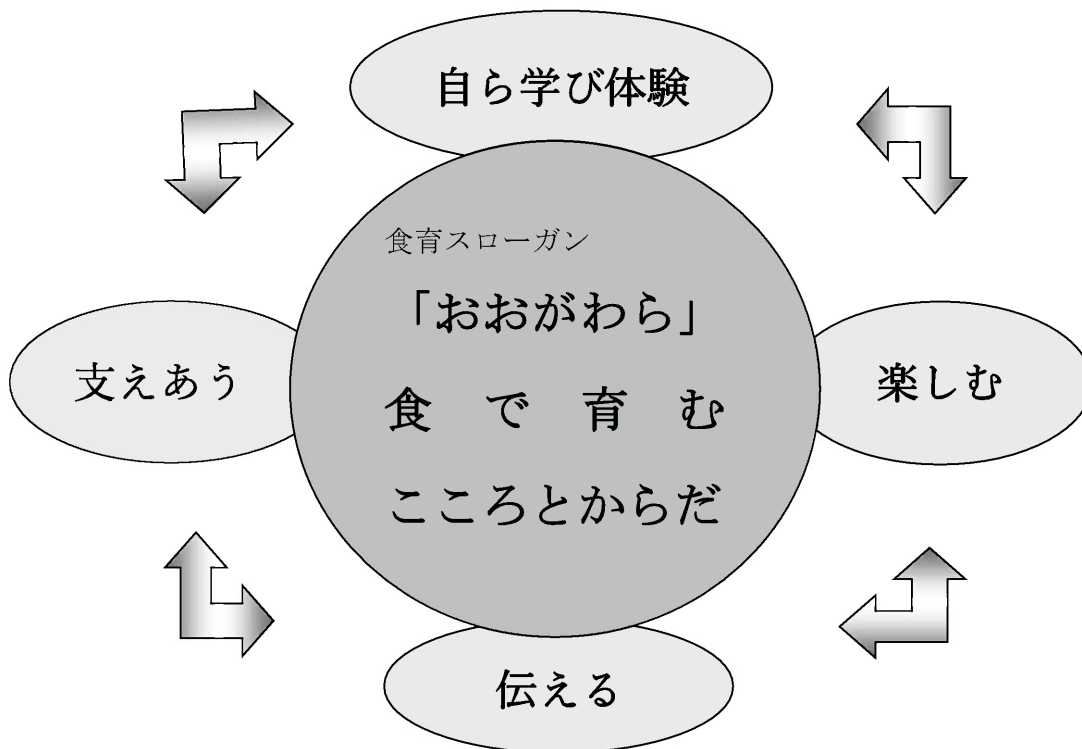 自ら学び体験
食育スローガン
「おおがわら」
食で育む
こころとからだ
支えあう
楽しむ
伝える